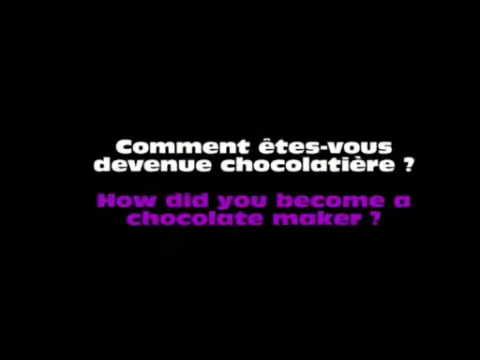 Comment êtes-vous
devenue chocolatière ?
How did you become a
chocolate maker ?